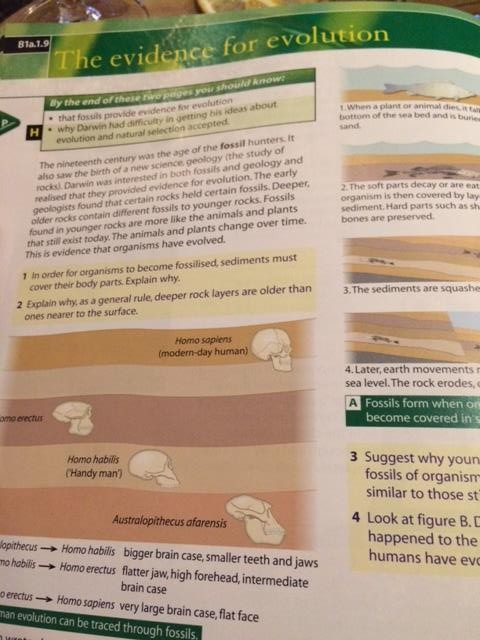 B1a.1.9
The evidence for evolution
By the end of these two pages you should know:
P
H
• that fossils provide evidence for evolution
• why Darwin had difficulty in getting his ideas about
evolution and natural selection accepted.
The nineteenth century was the age of the fossil hunters. It
also saw the birth of a new science, geology (the study of
rocks). Darwin was interested in both fossils and geology and
realised that they provided evidence for evolution. The early
geologists found that certain rocks held certain fossils. Deeper,
older rocks contain different fossils to younger rocks. Fossils
found in younger rocks are more like the animals and plants
that still exist today. The animals and plants change over time.
This is evidence that organisms have evolved.
1 In order for organisms to become fossilised, sediments must
cover their body parts. Explain why.
2 Explain why, as a general rule, deeper rock layers are older than
ones nearer to the surface.
Homo sapiens
(modern-day human)
omo erectus
Homo habilis
('Handy man')
Australopithecus afarensis
lopithecus → Homo habilis bigger brain case, smaller teeth and jaws
mo habilis → Homo erectus flatter jaw, high forehead, intermediate
brain case
o erectus → Homo sapiens very large brain case, flat face
man evolution can be traced through fossils.
1. When a plant or animal dies, it fal
bottom of the sea bed and is burie
sand.
2. The soft parts decay or are eat
organism is then covered by lay
sediment. Hard parts such as sh
bones are preserved.
3. The sediments are squashe
4. Later, earth movements r
sea level. The rock erodes,
A Fossils form when or
become covered in s
3 Suggest why youn
fossils of organism
similar to those st
4 Look at figure B. D
happened to the
humans have evo